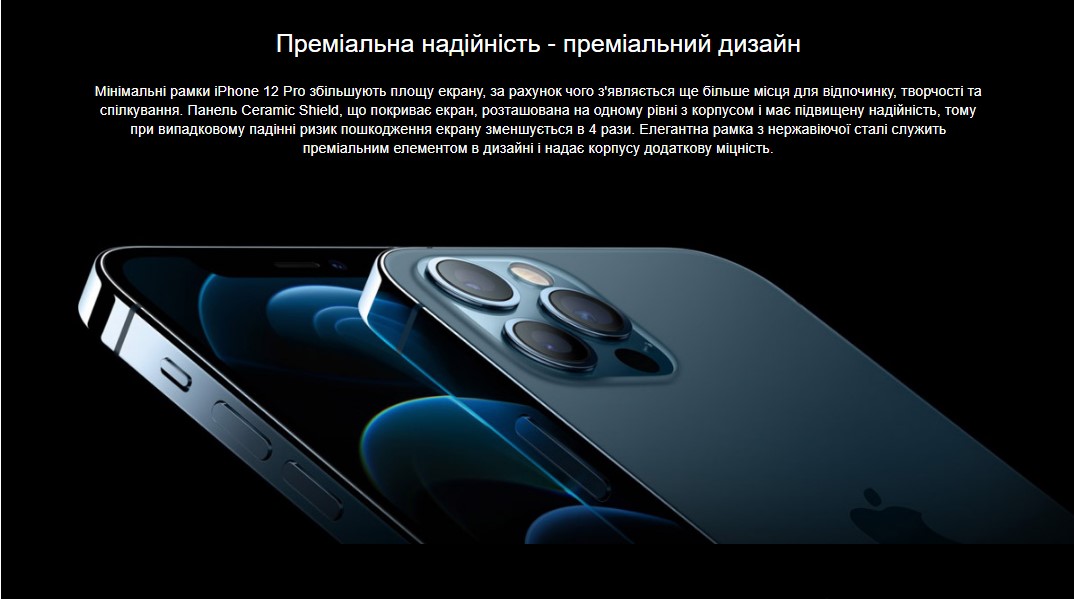 Преміальна надійність - преміальний дизайн
Мінімальні рамки iPhone 12 Pro збільшують площу екрану, за рахунок чого з'являється ще більше місця для відпочинку, творчості та
спілкування. Панель Ceramic Shield, що покриває екран, розташована на одному рівні з корпусом і має підвищену надійність, тому
при випадковому падінні ризик пошкодження екрану зменшується в 4 рази. Елегантна рамка з нержавіючої сталі служить
преміальним елементом в дизайні і надає корпусу додаткову міцність.